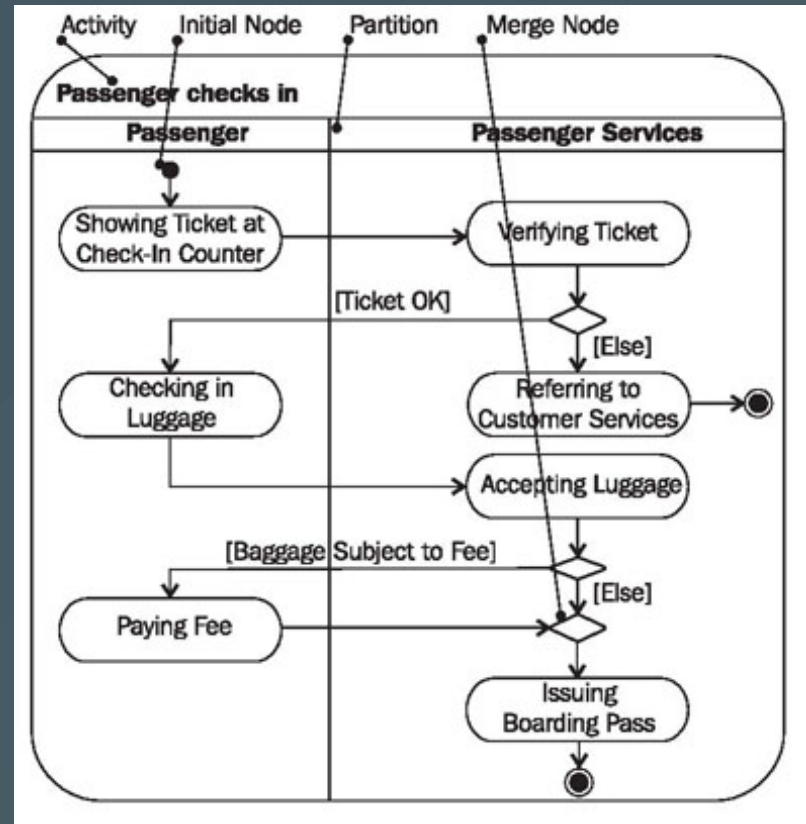 Activity
Initial Node
Partition
Merge Node
Passenger checks in
Passenger
Passenger Services
Showing Ticket at
Check-In Counter
Verifying Ticket
[Ticket OK]
[Else]
Checking in
Luggage
Referring to
Customer Services
Accepting Luggage
[Baggage Subject to Fee]
[Else]
Paying Fee
Issuing
Boarding Pass